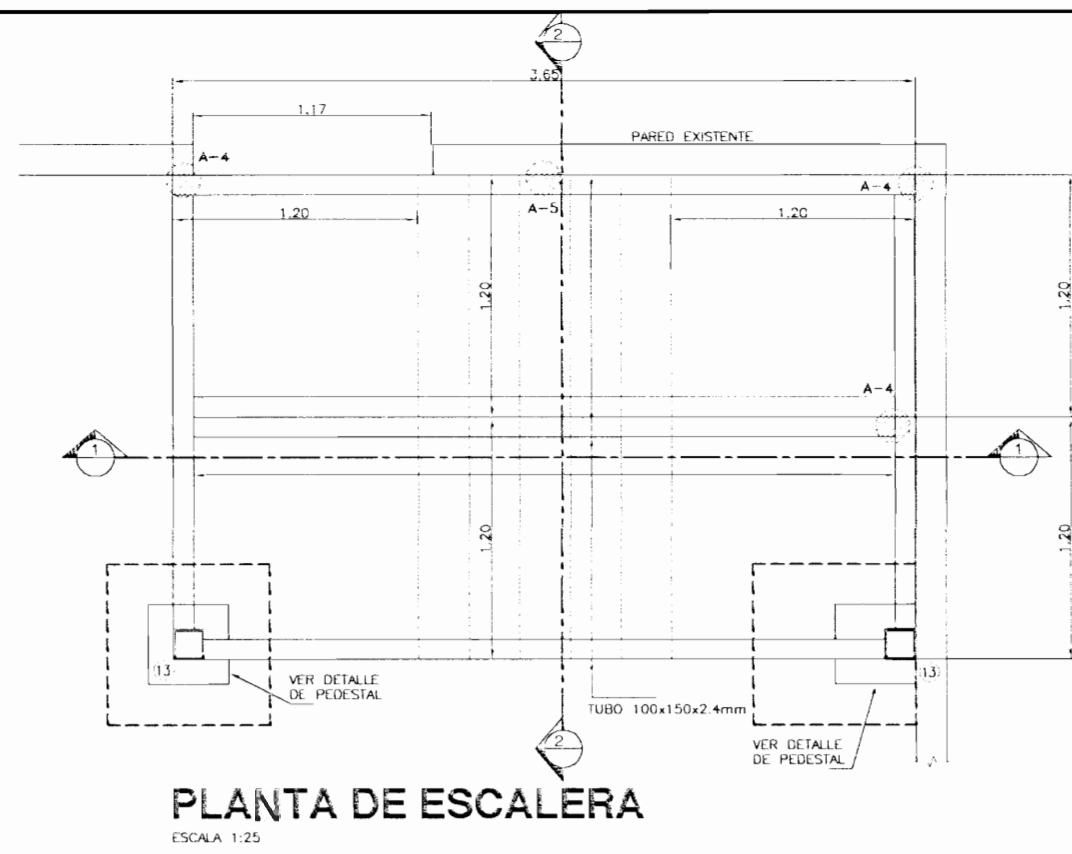 2
3.65
1.17
PARED EXISTENTE
A-4
A-5
A-4
1.20
1.20
1.20
1.20
A-4
1
1
1.20
1.20
13
13
VER DETALLE
DE PEDESTAL
TUBO 100x150x2.4mm
2
VER DETALLE
DE PEDESTAL
PLANTA DE ESCALERA
ESCALA 1:25